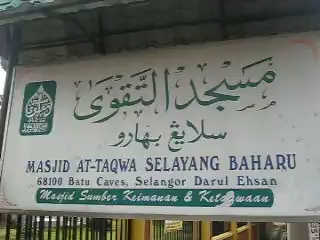 مسجد التقوى
سلايڠ بهارو
MASJID AT-TAQWA SELAYANG BAHARU
68100 Batu Caves, Selangor Darul Ehsan
Masjid Sumber Keimanan & Ketaqwaan